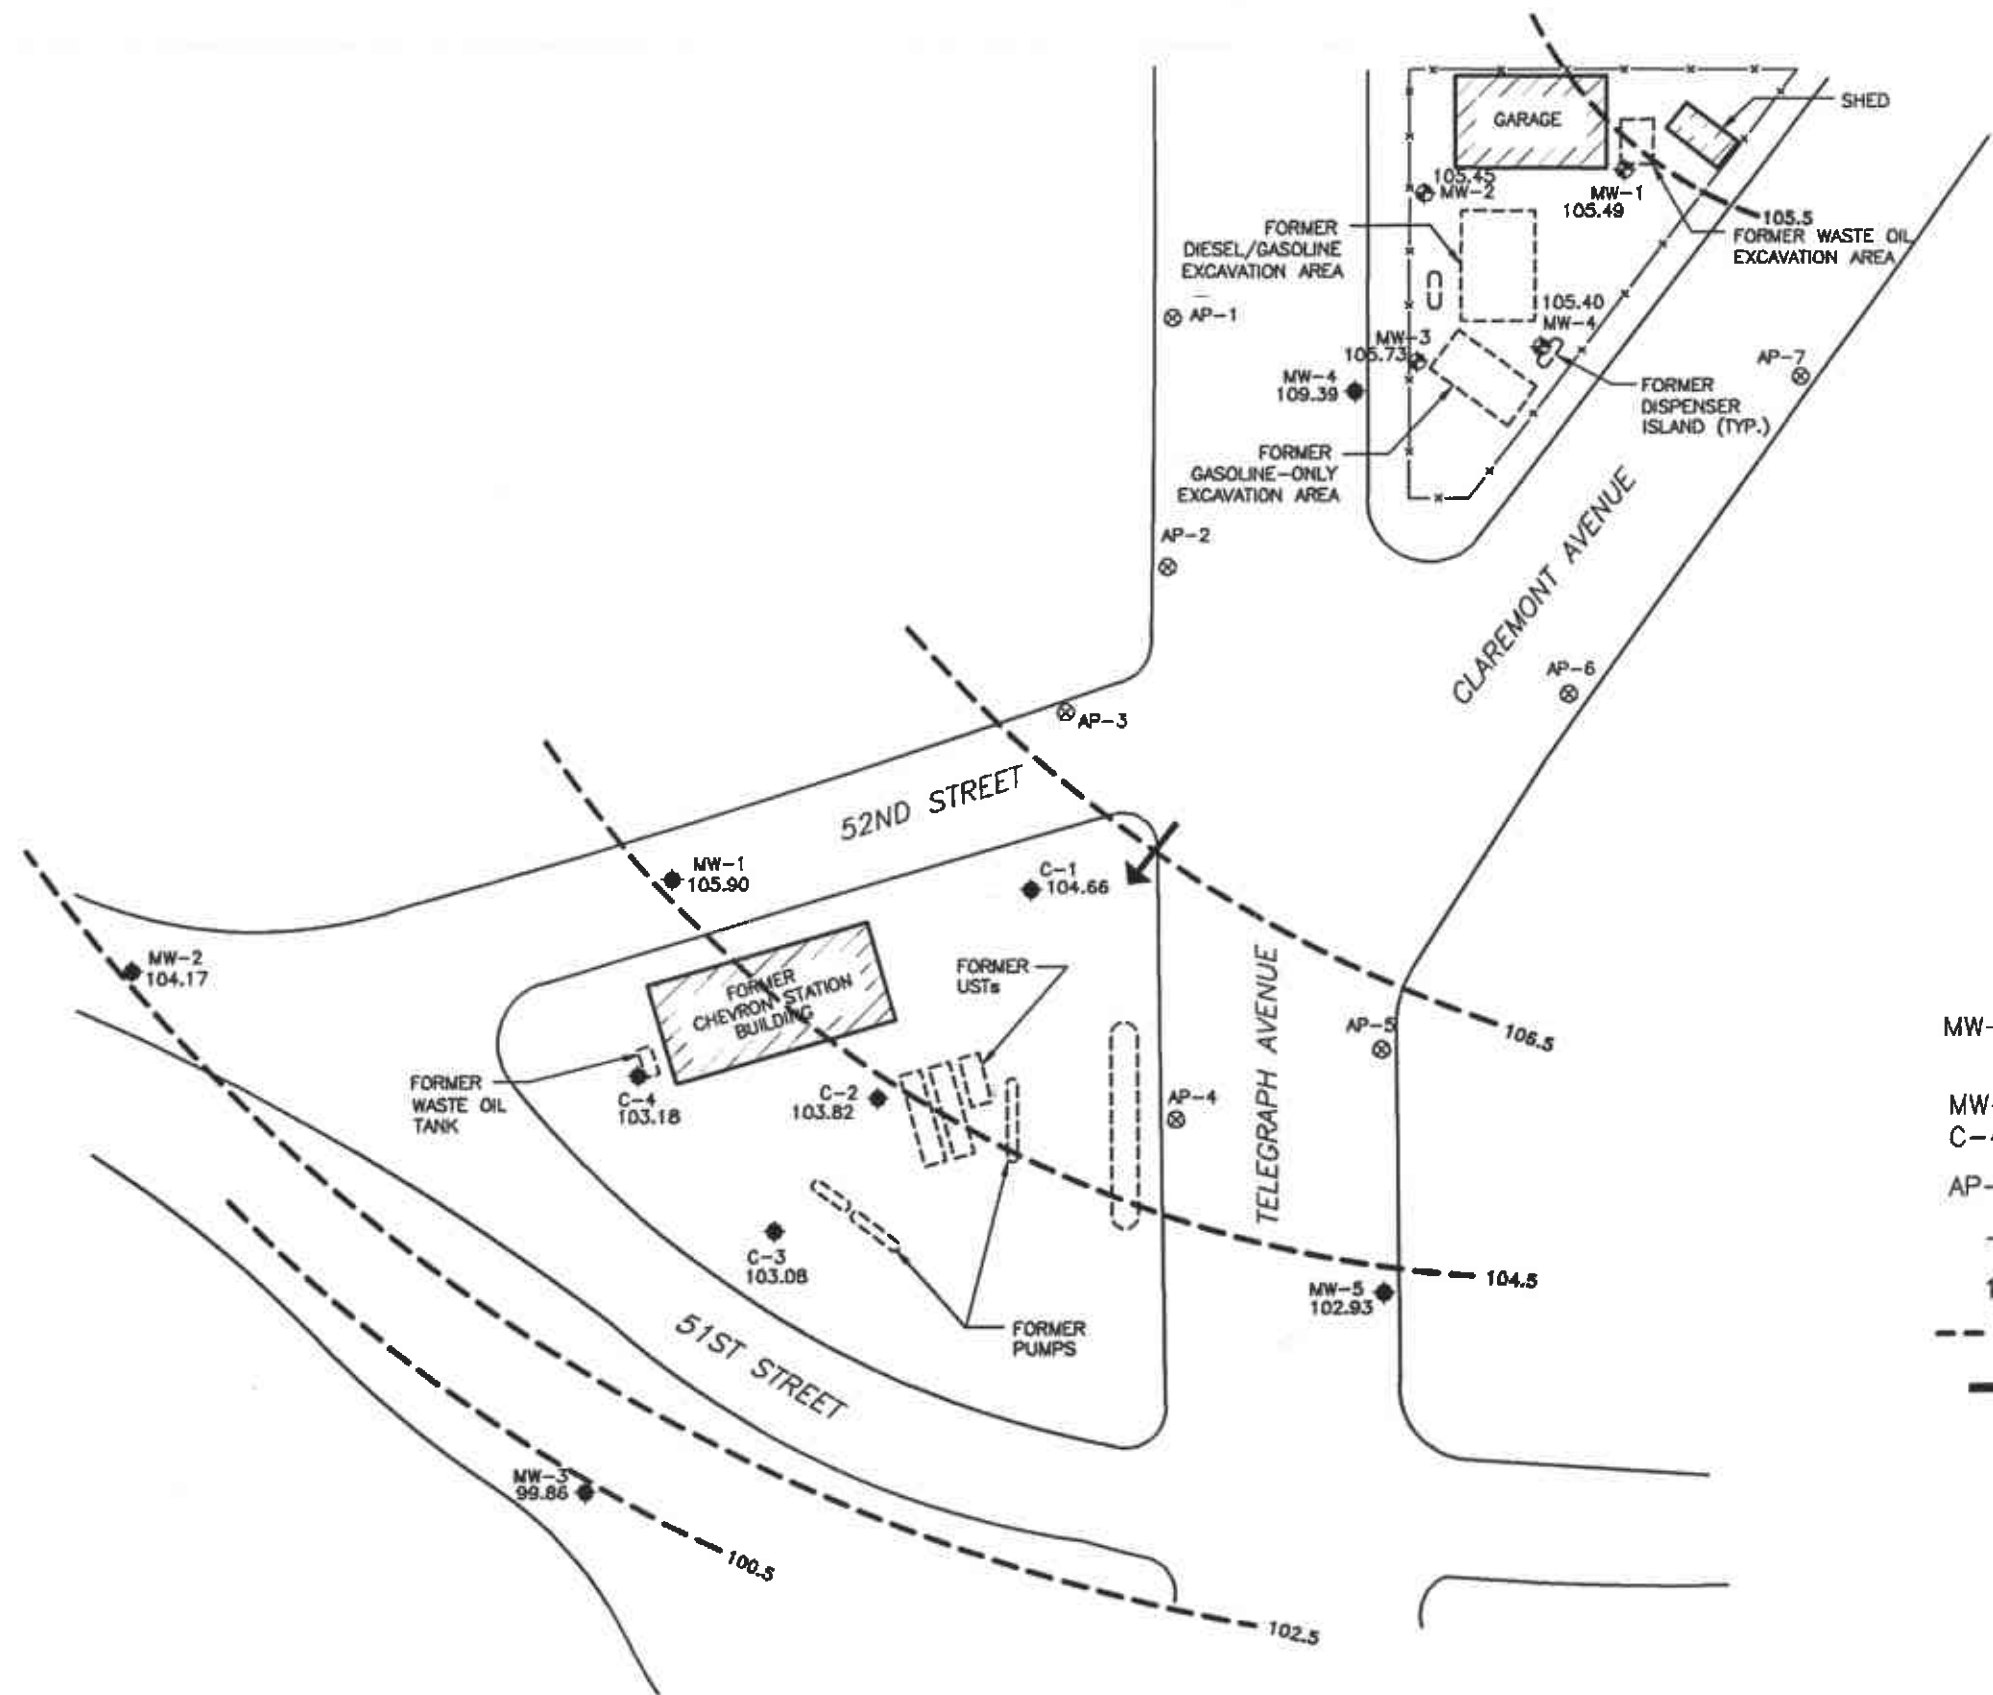 SHED
GARAGE
105.45
MW-2
MW-1
105.49
105.5
FORMER WASTE OIL
EXCAVATION AREA
FORMER
DIESEL/GASOLINE
EXCAVATION AREA
AP-1
105.40
MW-4
MW-3
105.73
MW-4
109.39
AP-7
FORMER
DISPENSER
ISLAND (TYP.)
FORMER
GASOLINE-ONLY
EXCAVATION AREA
AP-2
CLAREMONT AVENUE
AP-6
AP-3
52ND STREET
MW-1
105.90
C-1
104.66
MW-2
104.17
FORMER
USTs
FORMER
CHEVRON STATION
BUILDING
TELEGRAPH AVENUE
AP-5
106.5
MW-
FORMER
WASTE OIL
TANK
C-4
103.18
C-2
103.82
AP-4
MW-
C-4
AP-
C-3
103.08
104.5
MW-5
102.93
51ST STREET
FORMER
PUMPS
MW-3
99.86
100.5
102.5